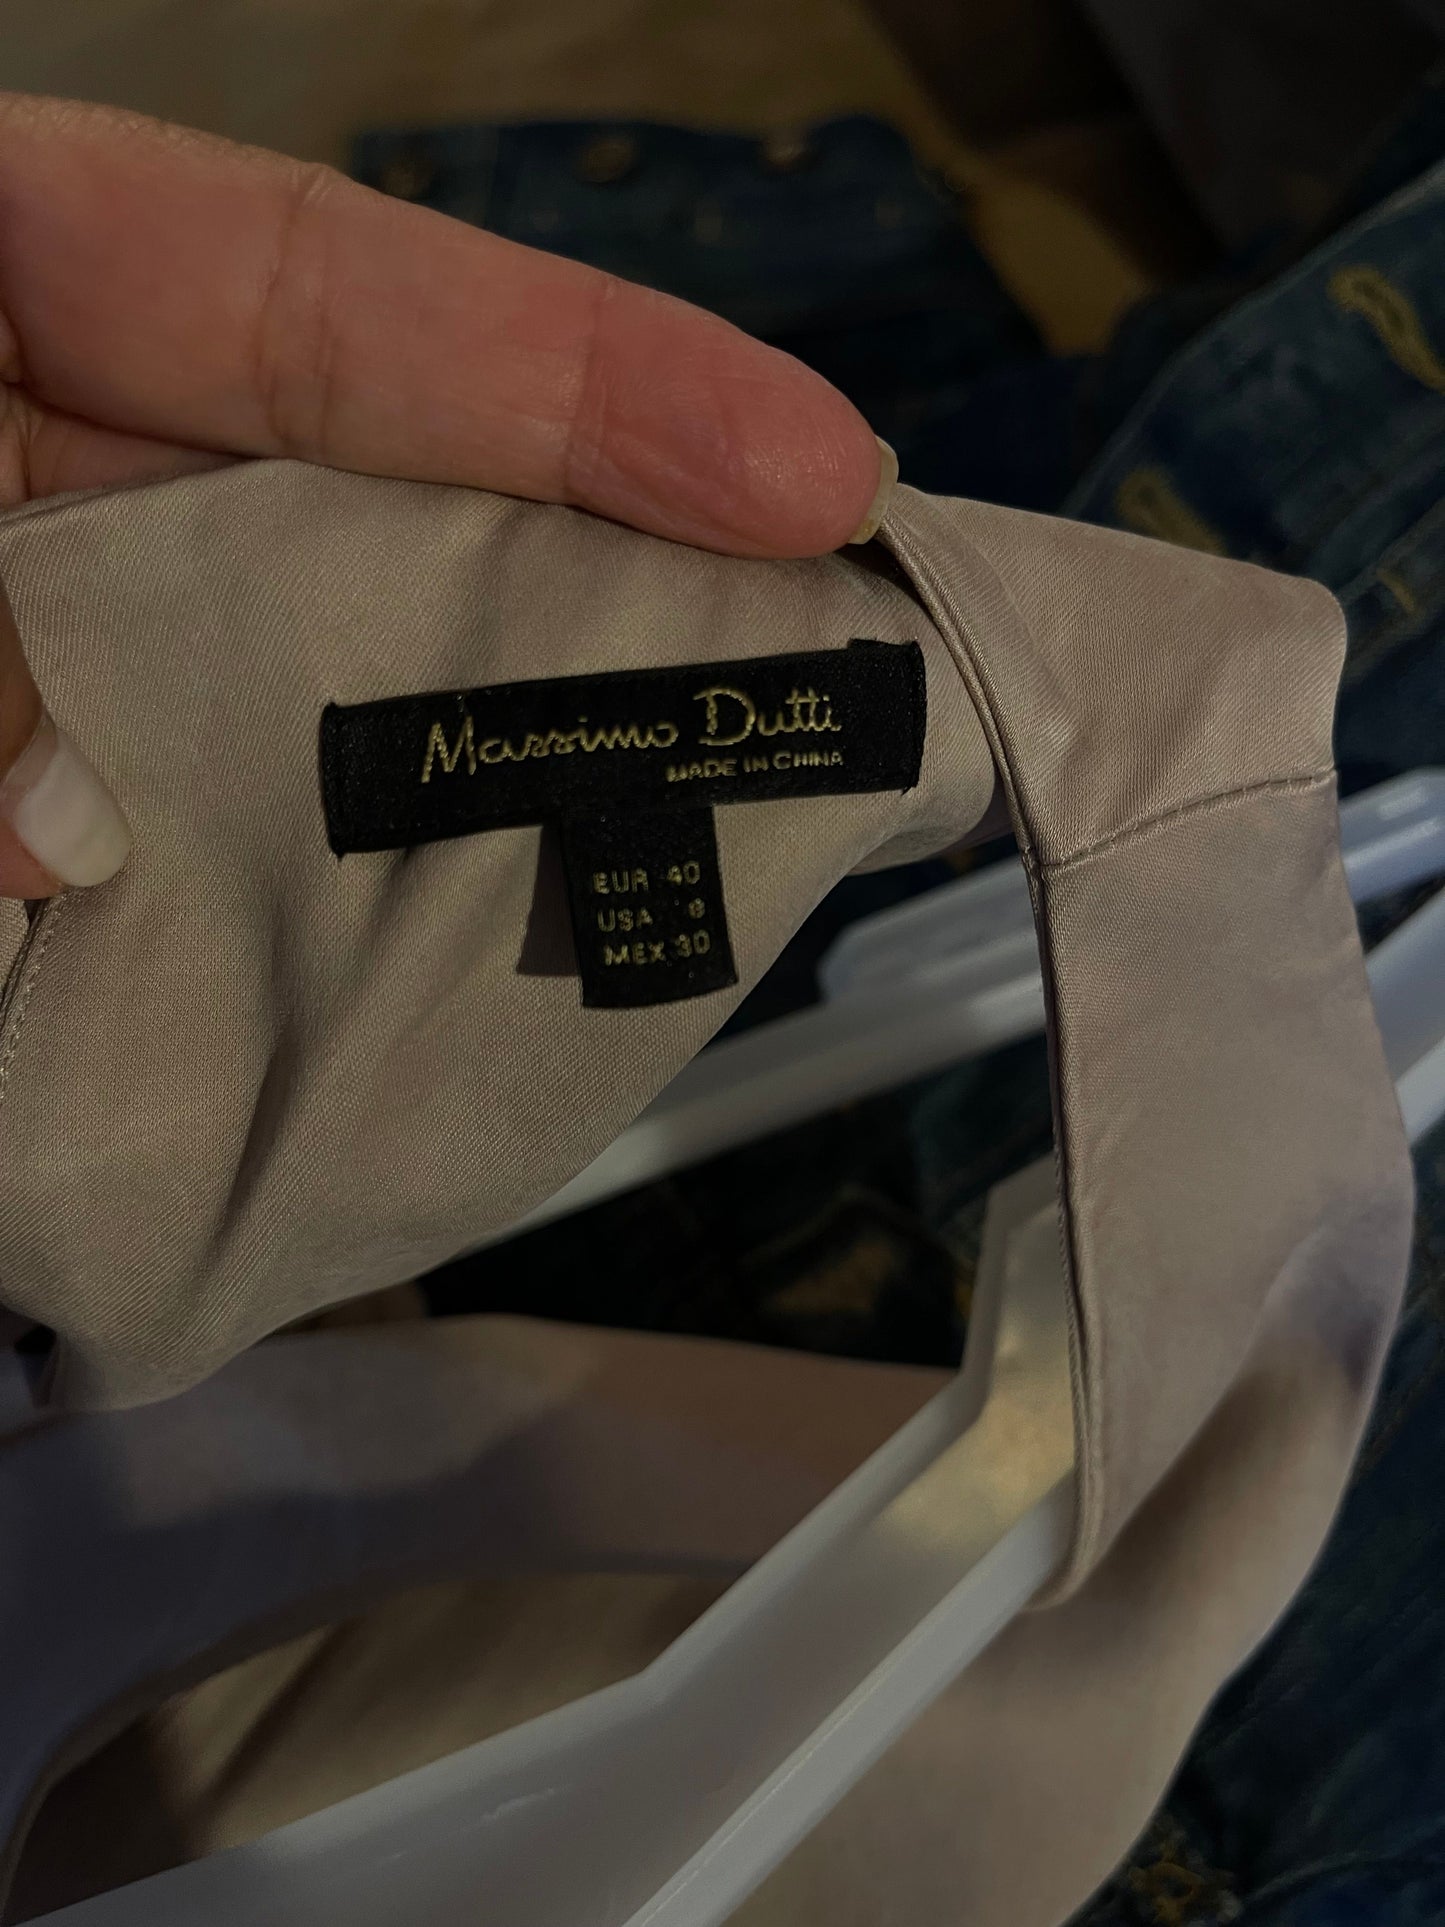 Massimo Dutti
MADE IN CHINA
EUR 40
USA 8
MEX 30